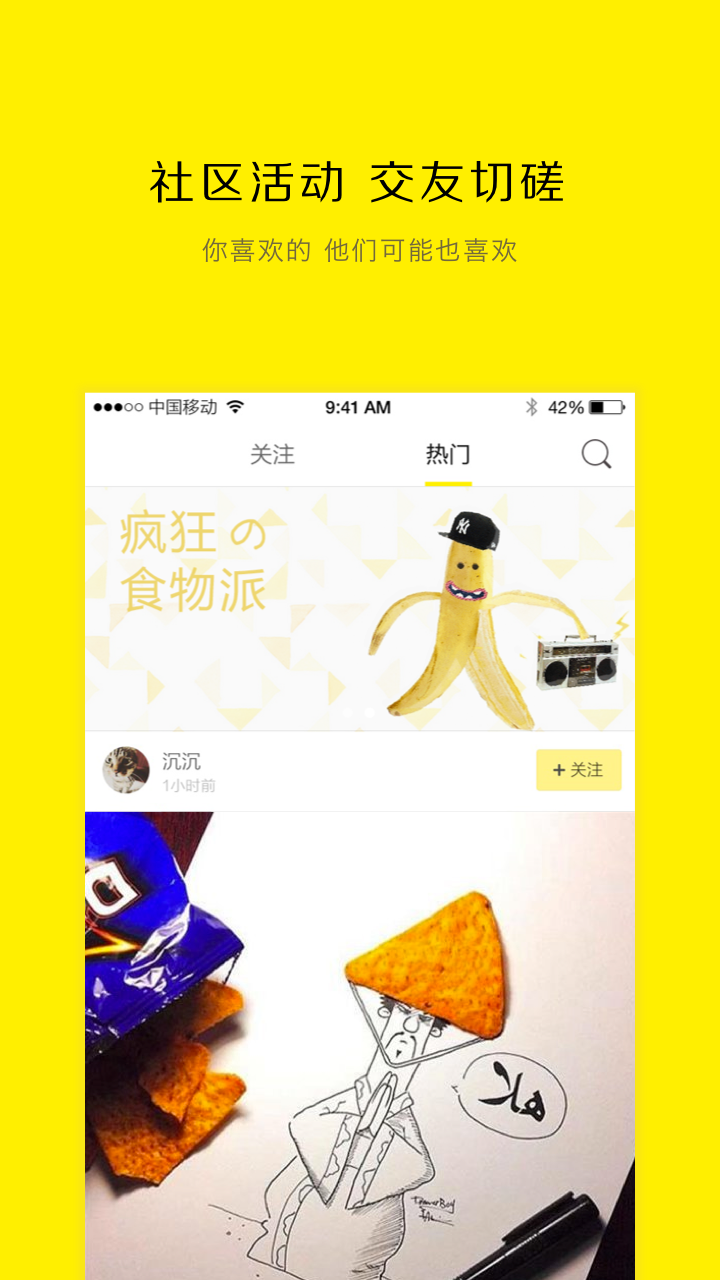 社区活动 交友切磋
你喜欢的 他们可能也喜欢
中国移动
9:41 AM
42%
关注
热门
疯狂の
食物派
沉沉
1小时前
+ 关注
هلا